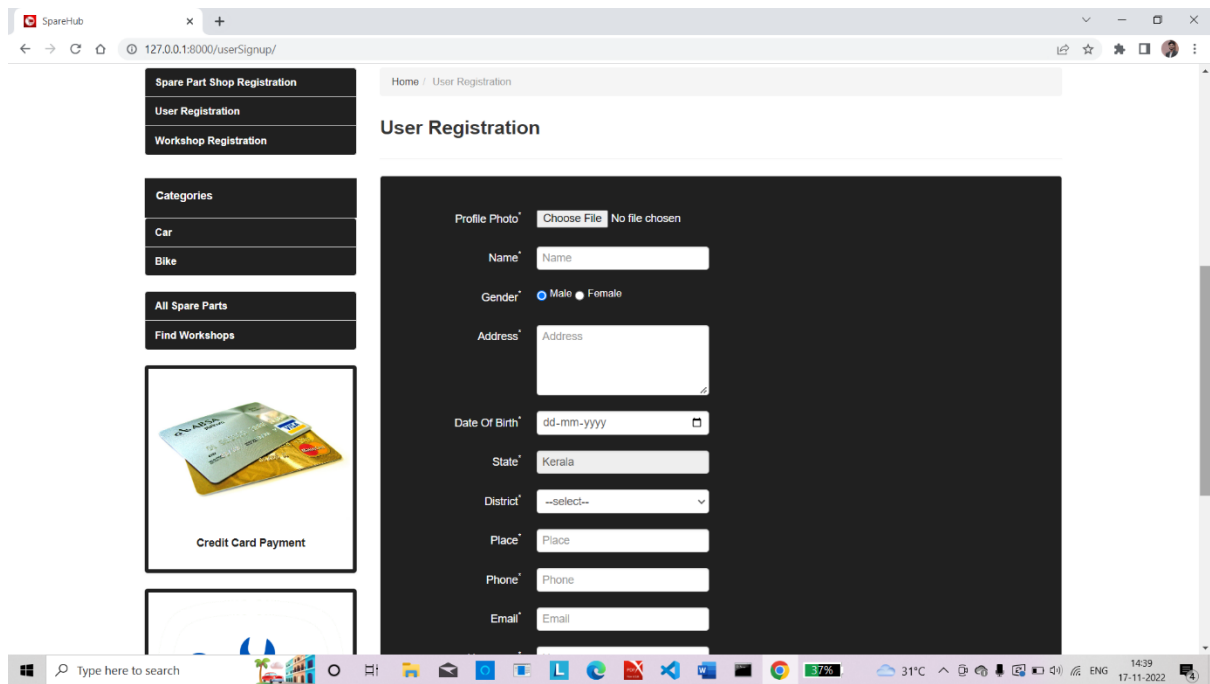 SpareHub
127.0.0.1:8000/userSignup/
Spare Part Shop Registration
User Registration
Workshop Registration
Categories
Car
Bike
All Spare Parts
Find Workshops
ABSA
VISA
Credit Card Payment
Home / User Registration
User Registration
Profile Photo* Choose File No file chosen
Name* Name
Gender* Male Female
Address* Address
Date Of Birth* dd-mm-yyyy
State* Kerala
District* --select--
Place* Place
Phone* Phone
Email* Email
Type here to search
37%
31°C
ENG
14:39
17-11-2022
4